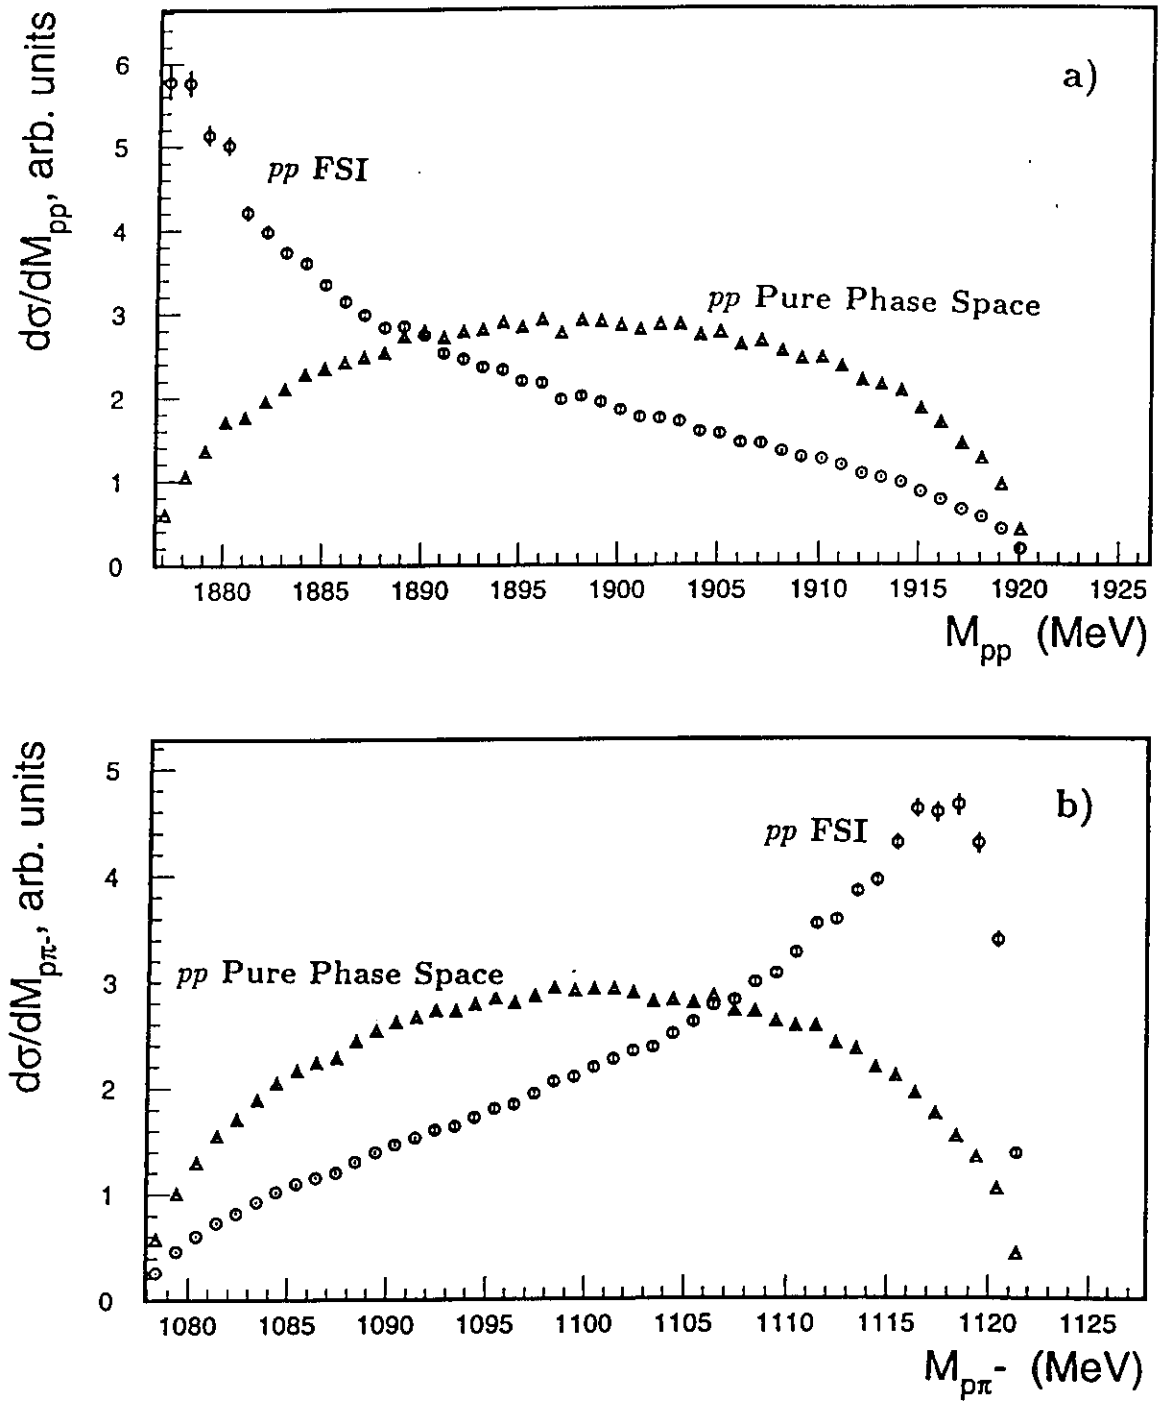 a)
dσ/dM_pp, arb. units
6
5
4
3
2
1
0
pp FSI
pp Pure Phase Space
1880 1885 1890 1895 1900 1905 1910 1915 1920 1925
M_pp (MeV)
b)
dσ/dM_pπ-, arb. units
5
4
3
2
1
0
pp FSI
pp Pure Phase Space
1080 1085 1090 1095 1100 1105 1110 1115 1120 1125
M_pπ- (MeV)